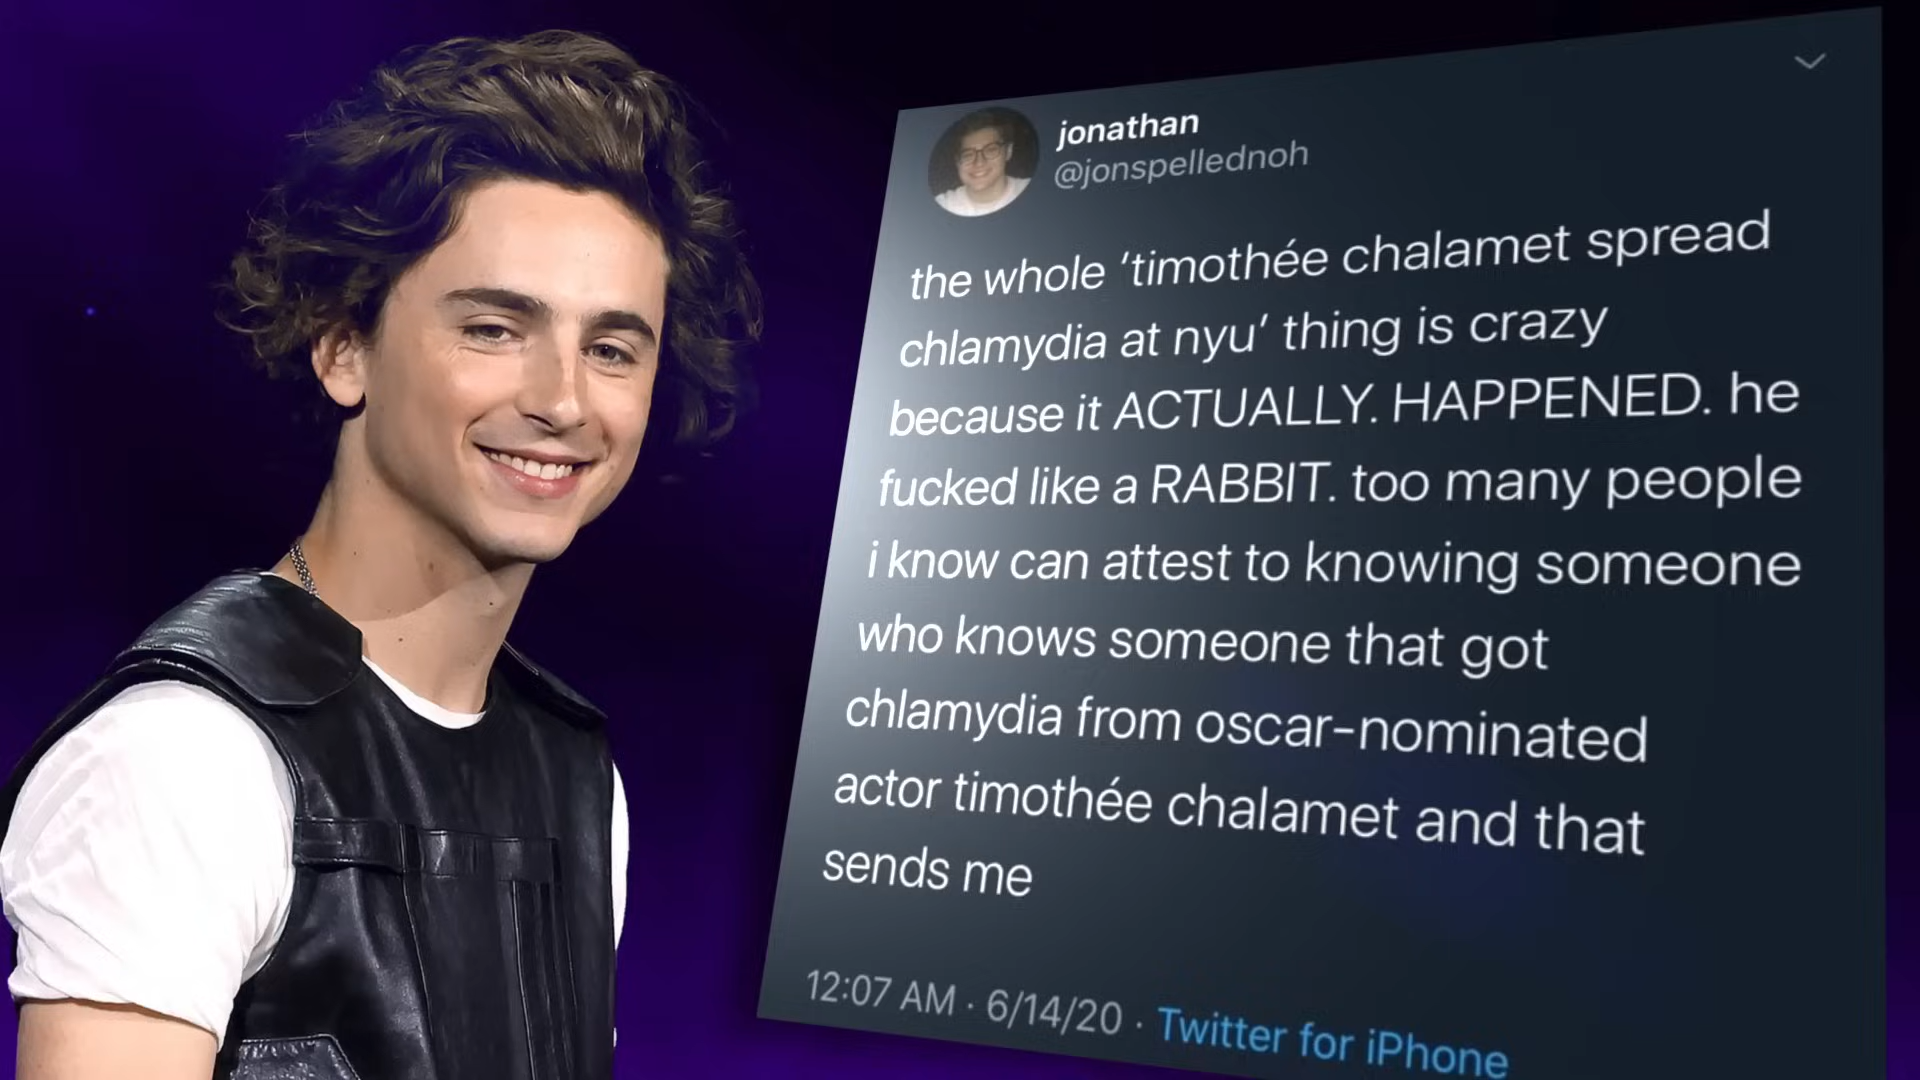 jonathan
@jonspellednoh
the whole ‘timothée chalamet spread
chlamydia at nyu’ thing is crazy
because it ACTUALLY. HAPPENED. he
fucked like a RABBIT. too many people
i know can attest to knowing someone
who knows someone that got
chlamydia from oscar-nominated
actor timothée chalamet and that
sends me
12:07 AM · 6/14/20 · Twitter for iPhone